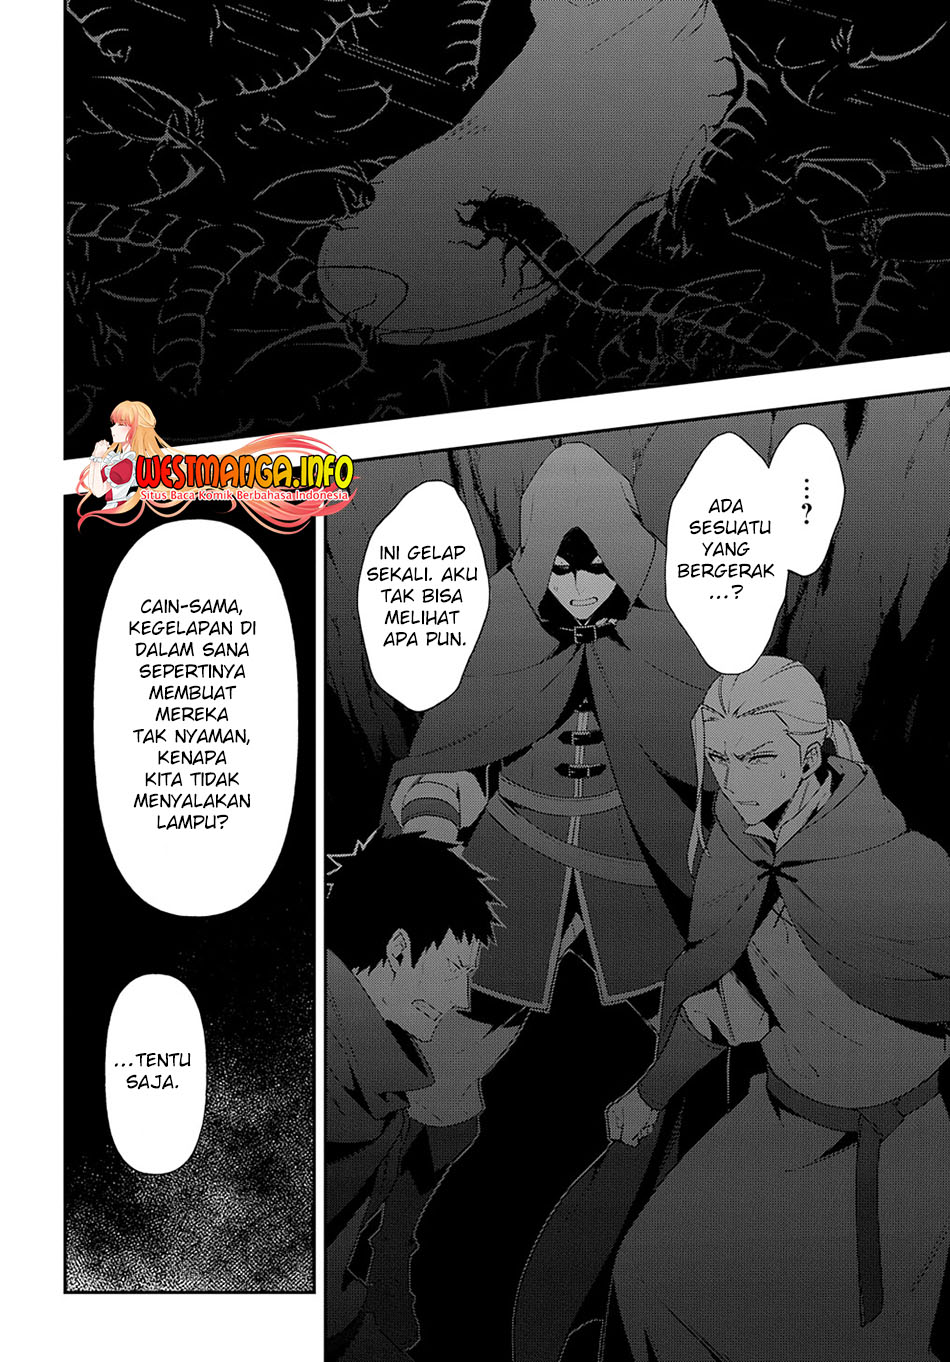 ...?
ADA
SESUATU
YANG
BERGERAK
...?
INI GELAP
SEKALI. AKU
TAK BISA
MELIHAT
APA PUN.
WESTMANGA.INFO
Situs Baca Komik Berbahasa Indonesia
CAIN-SAMA,
KEGELAPAN DI
DALAM SANA
SEPERTINYA
MEMBUAT
MEREKA
TAK NYAMAN,
KENAPA
KITA TIDAK
MENYALAKAN
LAMPU?
...TENTU
SAJA.